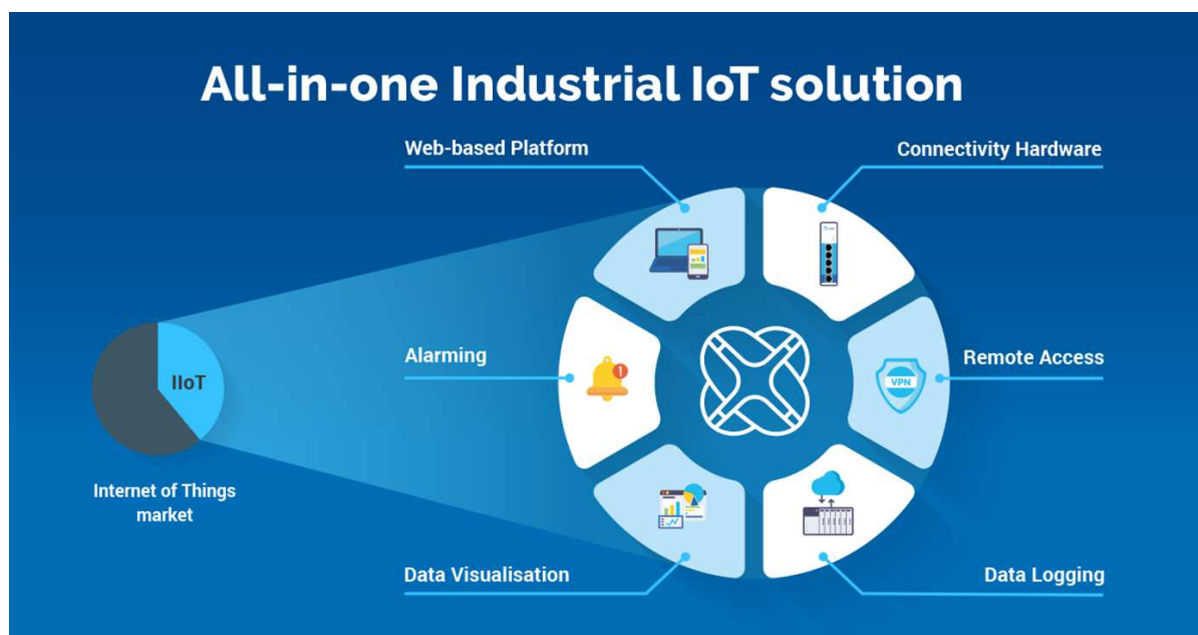 All-in-one Industrial IoT solution
Web-based Platform
Connectivity Hardware
Alarming
1
VPN
Remote Access
IIoT
Internet of Things
market
Data Visualisation
Data Logging